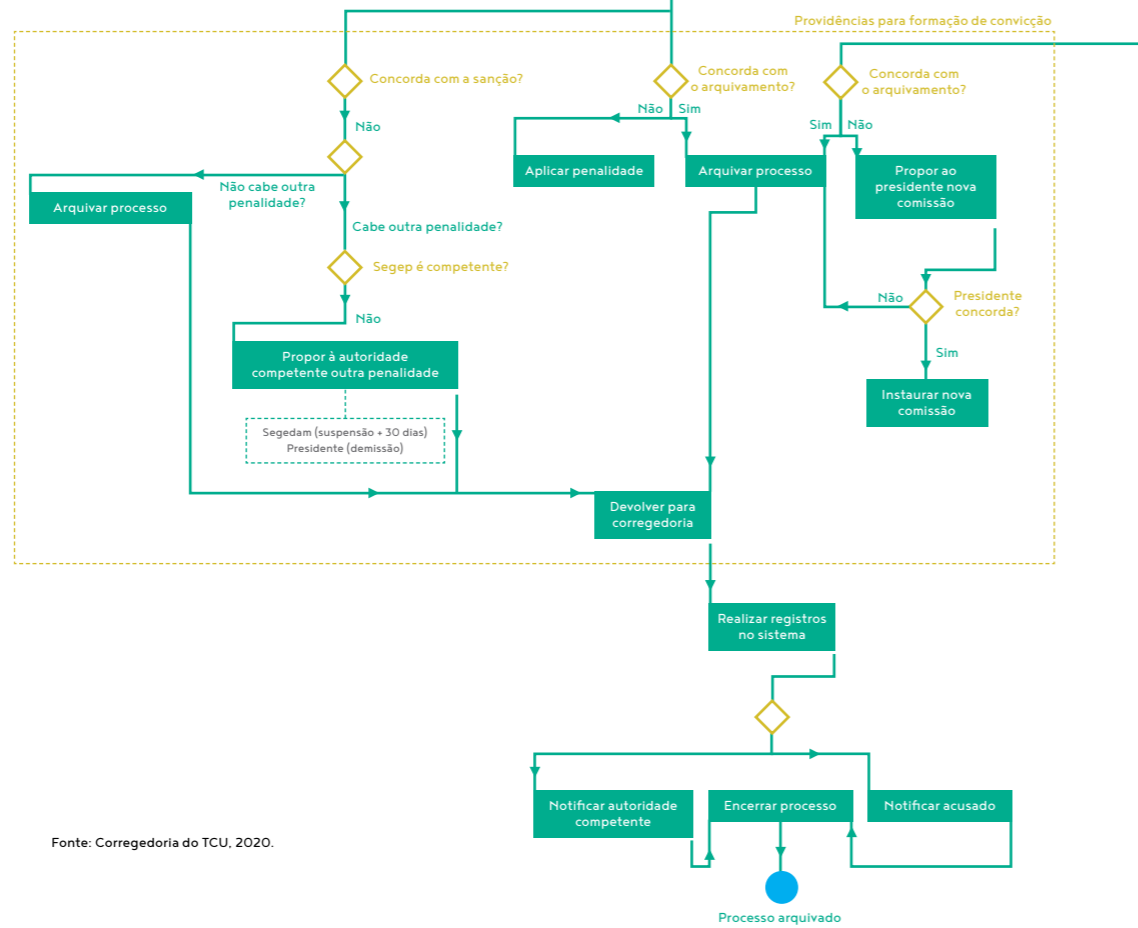 Providências para formação de convicção
Concorda com a sanção?
Concorda com
o arquivamento?
Concorda com
o arquivamento?
Não
Não
Sim
Sim
Não
Aplicar penalidade
Arquivar processo
Propor ao
presidente nova
comissão
Não cabe outra
penalidade?
Arquivar processo
Cabe outra penalidade?
Segep é competente?
Não
Não
Presidente
concorda?
Propor à autoridade
competente outra penalidade
Sim
Instaurar nova
comissão
Segedam (suspensão + 30 dias)
Presidente (demissão)
Devolver para
corregedoria
Realizar registros
no sistema
Notificar autoridade
competente
Encerrar processo
Notificar acusado
Fonte: Corregedoria do TCU, 2020.
Processo arquivado